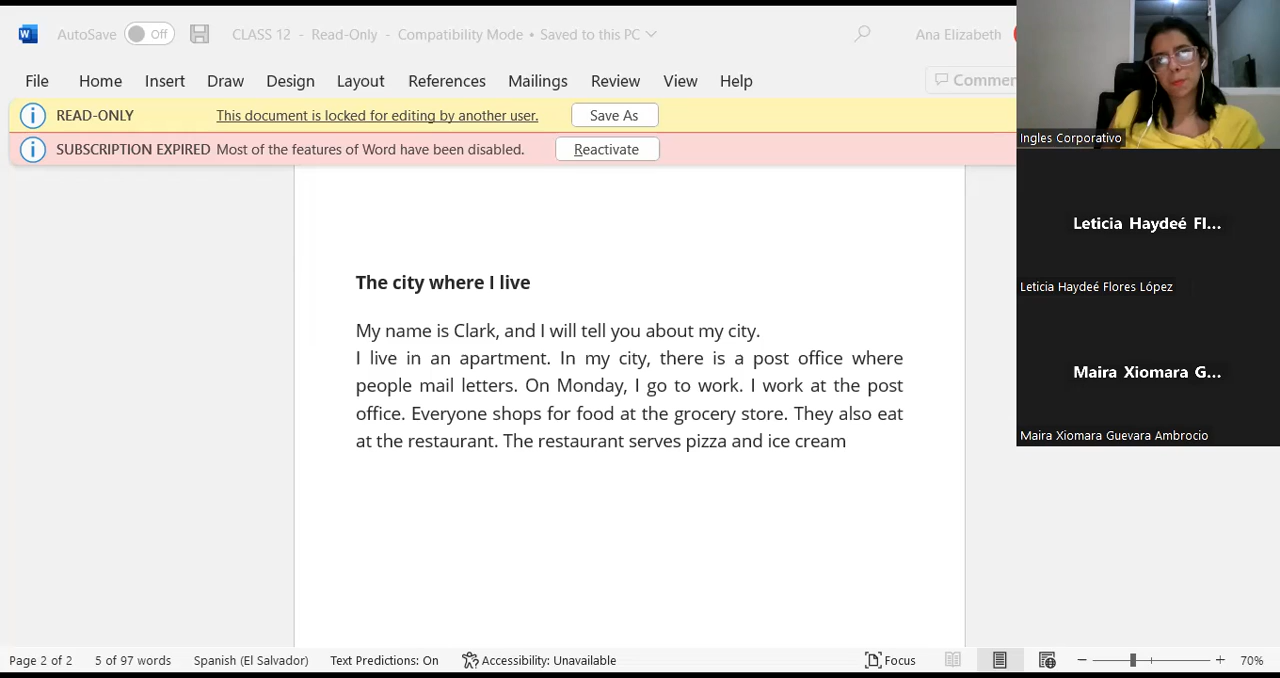 AutoSave Off CLASS 12 - Read-Only - Compatibility Mode • Saved to this PC Ana Elizabeth
File Home Insert Draw Design Layout References Mailings Review View Help
READ-ONLY This document is locked for editing by another user. Save As
SUBSCRIPTION EXPIRED Most of the features of Word have been disabled. Reactivate
The city where I live
My name is Clark, and I will tell you about my city.
I live in an apartment. In my city, there is a post office where
people mail letters. On Monday, I go to work. I work at the post
office. Everyone shops for food at the grocery store. They also eat
at the restaurant. The restaurant serves pizza and ice cream
Ingles Corporativo
Leticia Haydeé Fl...
Leticia Haydeé Flores López
Maira Xiomara G...
Maira Xiomara Guevara Ambrocio
Page 2 of 2 5 of 97 words Spanish (El Salvador) Text Predictions: On Accessibility: Unavailable Focus 70%